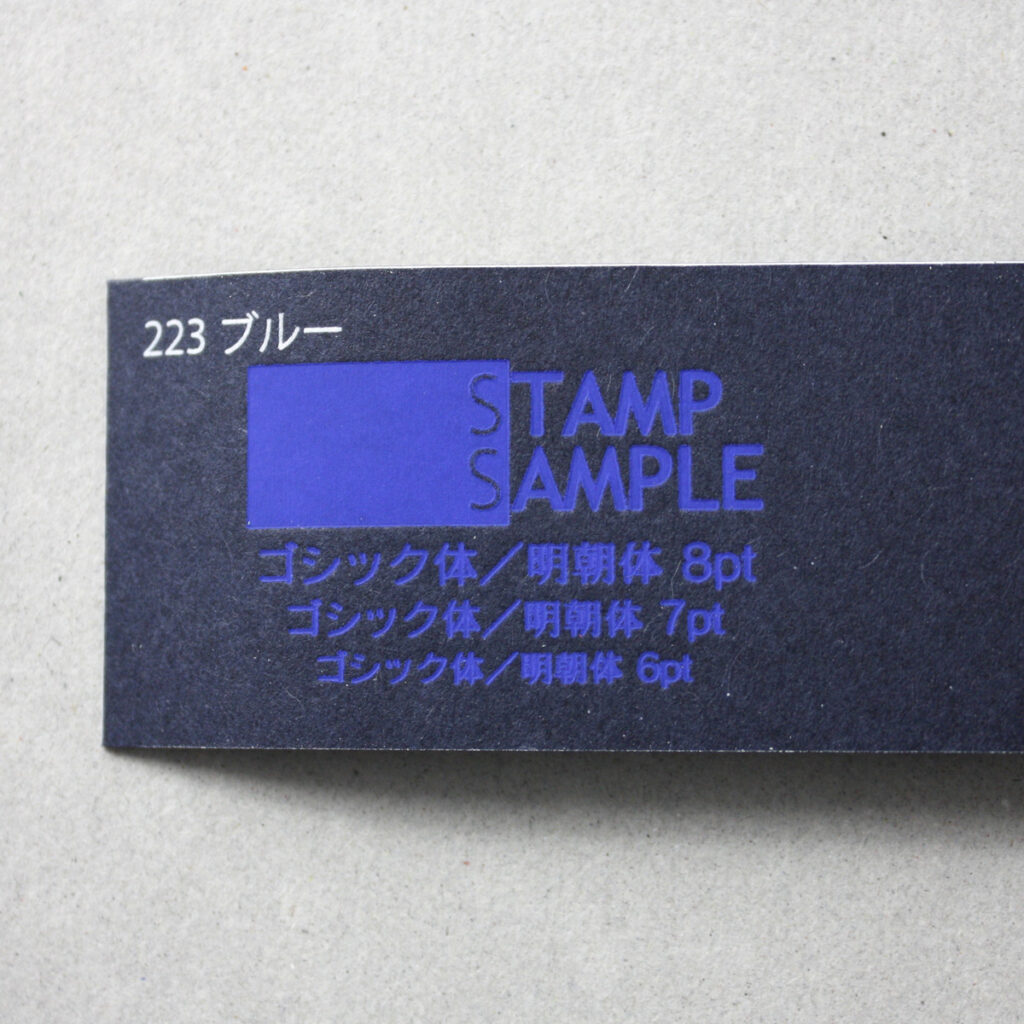 223 ブルー
STAMP
SAMPLE
ゴシック体／明朝体 8pt
ゴシック体／明朝体 7pt
ゴシック体／明朝体 6pt